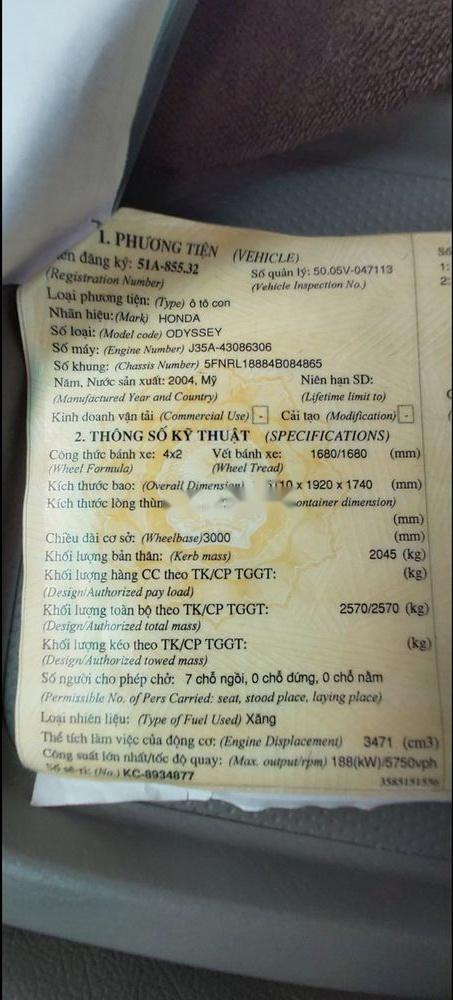 1. PHƯƠNG TIỆN (VEHICLE)
đăng ký: 51A-855.32 Số quản lý: 50.05V-047113
(Registration Number) (Vehicle Inspection No.)
Loại phương tiện: (Type) ô tô con
Nhãn hiệu: (Mark) HONDA
Số loại: (Model code) ODYSSEY
Số máy: (Engine Number) J35A-43086306
Số khung: (Chassis Number) 5FNRL18884B084865
Năm, Nước sản xuất: 2004, Mỹ Niên hạn SD:
(Manufactured Year and Country) (Lifetime limit to)
Kinh doanh vận tải (Commercial Use) - Cải tạo (Modification) -
2. THÔNG SỐ KỸ THUẬT (SPECIFICATIONS)
Công thức bánh xe: 4x2 Vết bánh xe: 1680/1680 (mm)
(Wheel Formula) (Wheel Tread)
Kích thước bao: (Overall Dimension) x 1920 x 1740 (mm)
Kích thước lòng dimension)
(mm)
Chiều dài cơ sở: (Wheelbase)3000 (mm)
Khối lượng bản thân: (Kerb mass) 2045 (kg)
Khối lượng hàng CC theo TK/CP TGGT: (kg)
(Design/Authorized pay load)
Khối lượng toàn bộ theo TK/CP TGGT: 2570/2570 (kg)
(Design/Authorized total mass)
Khối lượng kéo theo TK/CP TGGT: (kg)
(Design/Authorized towed mass)
Số người cho phép chở: 7 chỗ ngồi, 0 chỗ đứng, 0 chỗ nằm
(Permissible No. of Pers Carried: seat, stood place, laying place)
Loại nhiên liệu: (Type of Fuel Used) Xăng
Thể tích làm việc của động cơ: (Engine Displacement) 3471 (cm3)
Công suất lớn nhất/tốc độ quay: (Max. output/rpm) 188(kW)/5750vph
(No.) KC-8934877